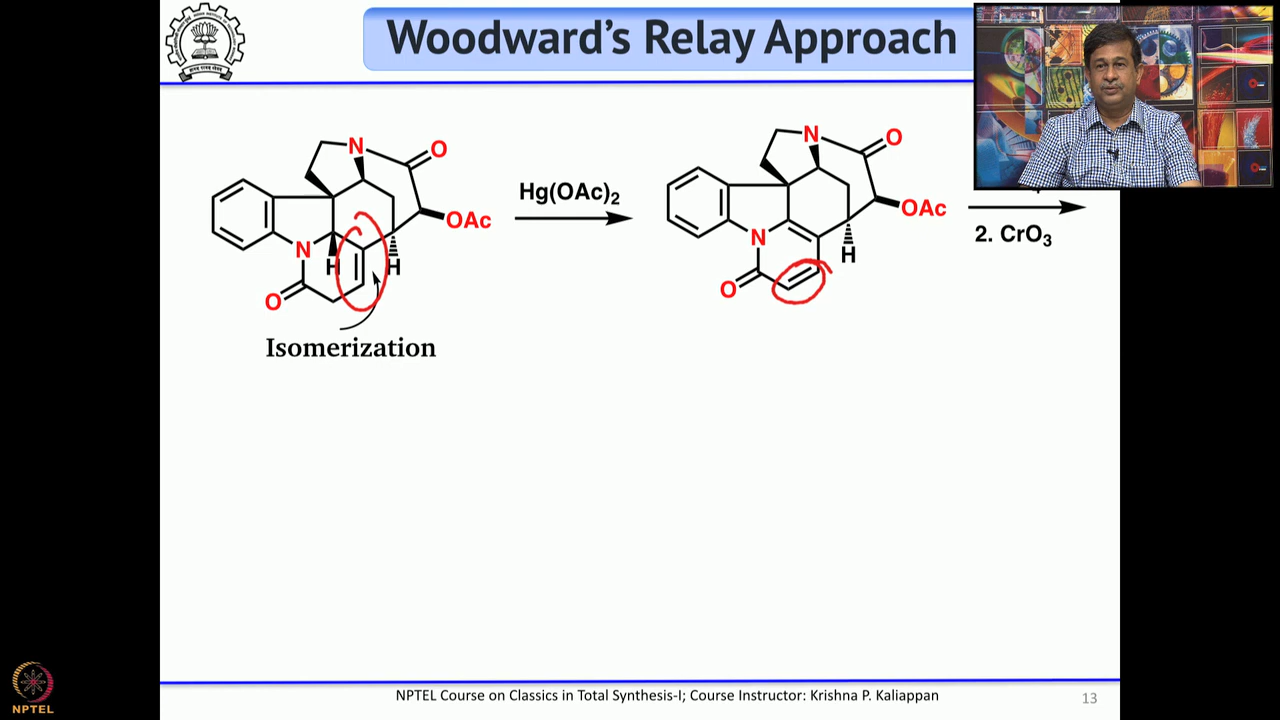 Woodward's Relay Approach
N
O
OAc
N
H
H
O
Isomerization
Hg(OAc)2
N
O
OAc
N
H
O
2. CrO3
NPTEL
NPTEL Course on Classics in Total Synthesis-I; Course Instructor: Krishna P. Kaliappan
13